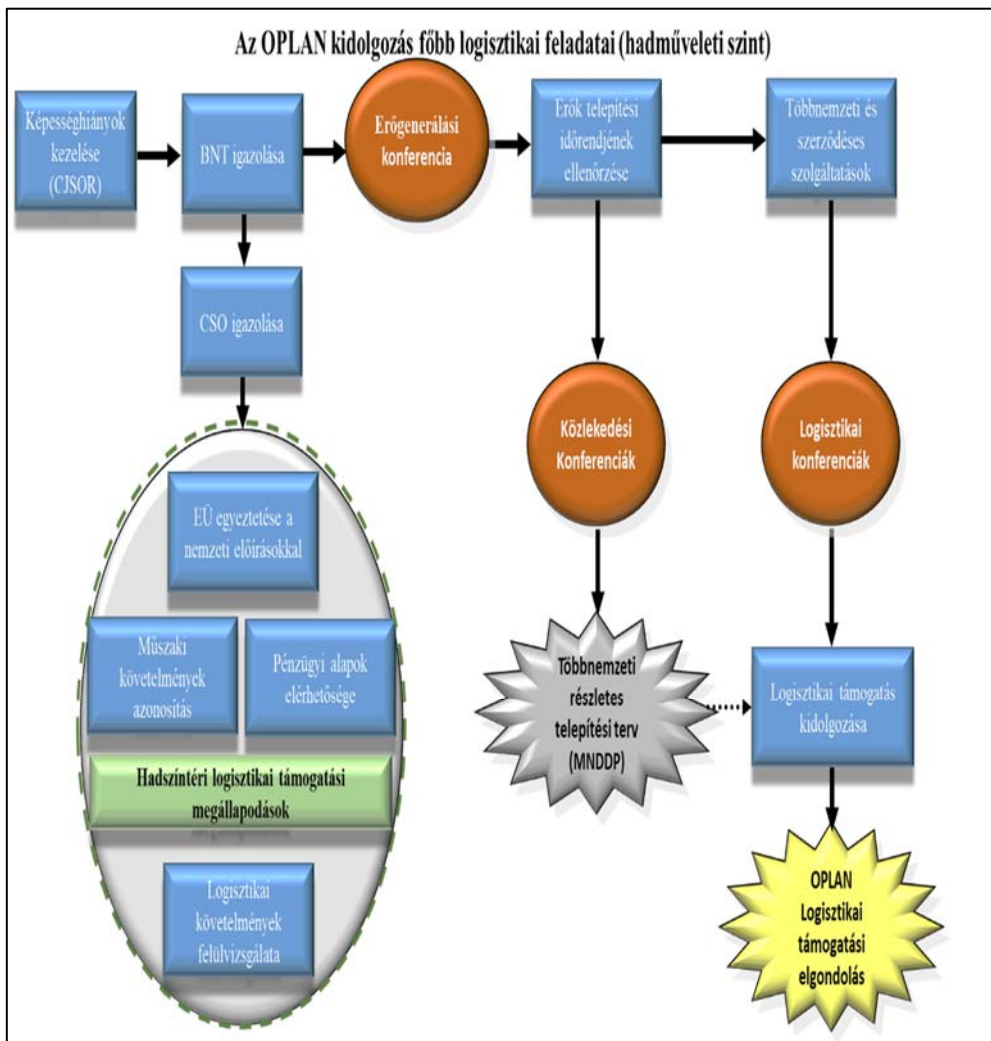 Az OPLAN kidolgozás főbb logisztikai feladatai (hadműveleti szint)
Képességhiányok
kezelése
(CJSOR)
BNT igazolása
Erőgenerálási
konferencia
Erők telepítési
időrendjének
ellenőrzése
Többnemzeti és
szerződéses
szolgáltatások
CSO igazolása
Közlekedési
Konferenciák
Logisztikai
konferenciák
EÜ egyeztetése a
nemzeti előírásokkal
Műszaki
követelmények
azonosítás
Pénzügyi alapok
elérhetősége
Hadszíntéri logisztikai támogatási
megállapodások
Logisztikai
követelmények
felülvizsgálata
Többnemzeti
részletes
telepítési terv
(MNDDP)
Logisztikai támogatás
kidolgozása
OPLAN
Logisztikai
támogatási
elgondolás